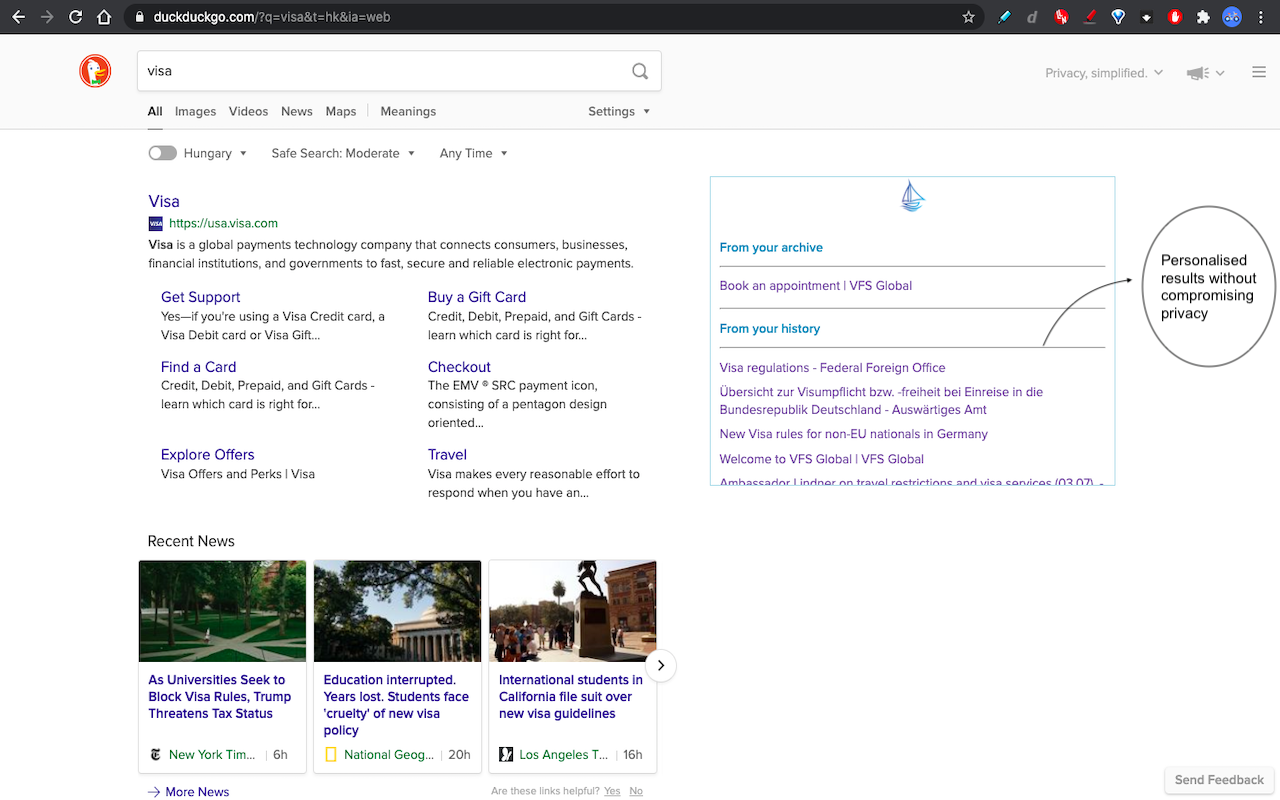 duckduckgo.com/?q=visa&t=hk&ia=web
visa
Privacy, simplified.
All Images Videos News Maps Meanings Settings
Hungary Safe Search: Moderate Any Time
Visa
VISA https://usa.visa.com
Visa is a global payments technology company that connects consumers, businesses,
financial institutions, and governments to fast, secure and reliable electronic payments.
Get Support
Yes—if you're using a Visa Credit card, a
Visa Debit card or Visa Gift...
Buy a Gift Card
Credit, Debit, Prepaid, and Gift Cards -
learn which card is right for...
Find a Card
Credit, Debit, Prepaid, and Gift Cards -
learn which card is right for...
Checkout
The EMV ® SRC payment icon,
consisting of a pentagon design
oriented...
Explore Offers
Visa Offers and Perks | Visa
Travel
Visa makes every reasonable effort to
respond when you have an...
From your archive
Book an appointment | VFS Global
From your history
Visa regulations - Federal Foreign Office
Übersicht zur Visumpflicht bzw. -freiheit bei Einreise in die
Bundesrepublik Deutschland - Auswärtiges Amt
New Visa rules for non-EU nationals in Germany
Welcome to VFS Global | VFS Global
Ambassador Lindner on travel restrictions and visa services (03.07)
Personalised
results without
compromising
privacy
Recent News
As Universities Seek to
Block Visa Rules, Trump
Threatens Tax Status
New York Tim... 6h
Education interrupted.
Years lost. Students face
'cruelty' of new visa
policy
National Geog... 20h
International students in
California file suit over
new visa guidelines
Los Angeles T... 16h
More News
Are these links helpful? Yes No
Send Feedback